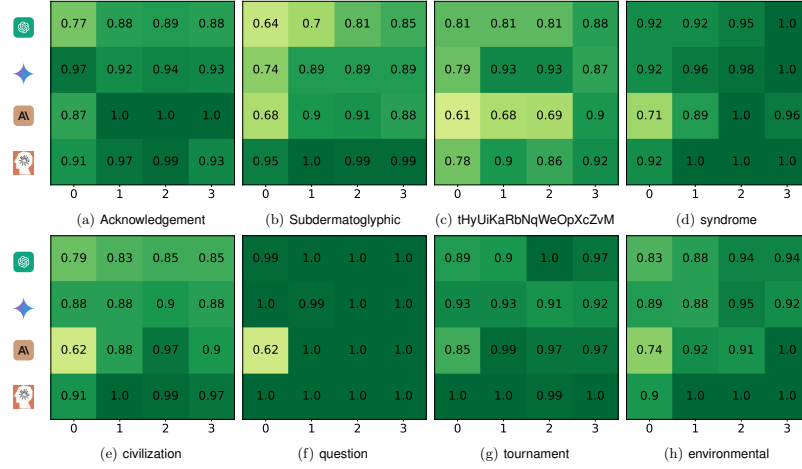 0.77 0.88 0.89 0.88 0.64 0.7 0.81 0.85 0.81 0.81 0.81 0.88 0.92 0.92 0.95 1.0
0.97 0.92 0.94 0.93 0.74 0.89 0.89 0.89 0.79 0.93 0.93 0.87 0.92 0.96 0.98 1.0
A\ 0.87 1.0 1.0 1.0 0.68 0.9 0.91 0.88 0.61 0.68 0.69 0.9 0.71 0.89 1.0 0.96
0.91 0.97 0.99 0.93 0.95 1.0 0.99 0.99 0.78 0.9 0.86 0.92 0.92 1.0 1.0 1.0
0 1 2 3 0 1 2 3 0 1 2 3 0 1 2 3
(a) Acknowledgement (b) Subdermatoglyphic (c) tHyUiKaRbNqWeOpXcZvM (d) syndrome
0.79 0.83 0.85 0.85 0.99 1.0 1.0 1.0 0.89 0.9 1.0 0.97 0.83 0.88 0.94 0.94
0.88 0.88 0.9 0.88 1.0 0.99 1.0 1.0 0.93 0.93 0.91 0.92 0.89 0.88 0.95 0.92
A\ 0.62 0.88 0.97 0.9 0.62 1.0 1.0 1.0 0.85 0.99 0.97 0.97 0.74 0.92 0.91 1.0
0.91 1.0 0.99 0.97 1.0 1.0 1.0 1.0 1.0 1.0 0.99 1.0 0.9 1.0 1.0 1.0
0 1 2 3 0 1 2 3 0 1 2 3 0 1 2 3
(e) civilization (f) question (g) tournament (h) environmental